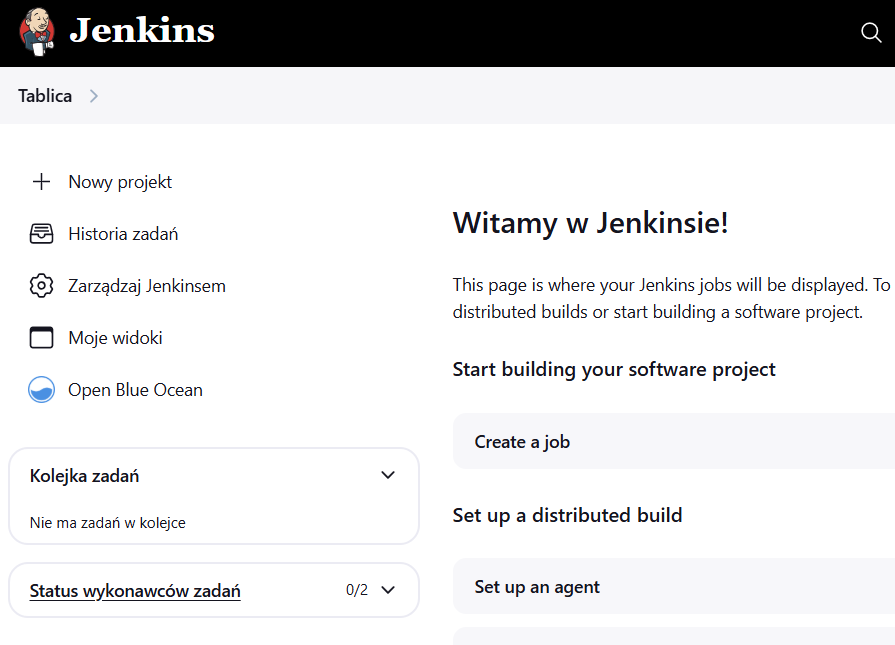 Jenkins
Tablica
Nowy projekt
Historia zadań
Zarządzaj Jenkinsem
Moje widoki
Open Blue Ocean
Kolejka zadań
Nie ma zadań w kolejce
Status wykonawców zadań 0/2
Witamy w Jenkinsie!
This page is where your Jenkins jobs will be displayed. To
distributed builds or start building a software project.
Start building your software project
Create a job
Set up a distributed build
Set up an agent